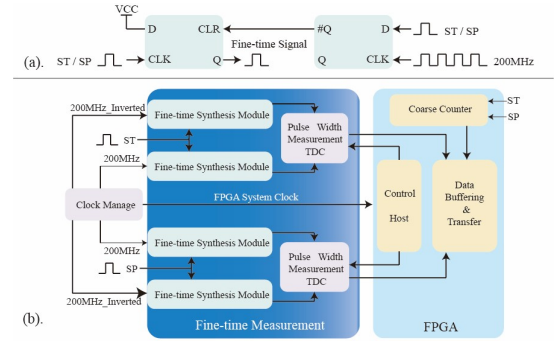 VCC
D
CLR
#Q
D
ST / SP
Fine-time Signal
ST / SP
CLK
Q
Q
CLK
200MHz
(a).
200MHz_Inverted
Fine-time Synthesis Module
Coarse Counter
ST
SP
ST
Pulse Width
Measurement
TDC
200MHz
Fine-time Synthesis Module
Clock Manage
FPGA System Clock
Control
Host
Data
Buffering
&
Transfer
200MHz
Fine-time Synthesis Module
SP
Pulse Width
Measurement
TDC
200MHz_Inverted
Fine-time Synthesis Module
(b).
Fine-time Measurement
FPGA